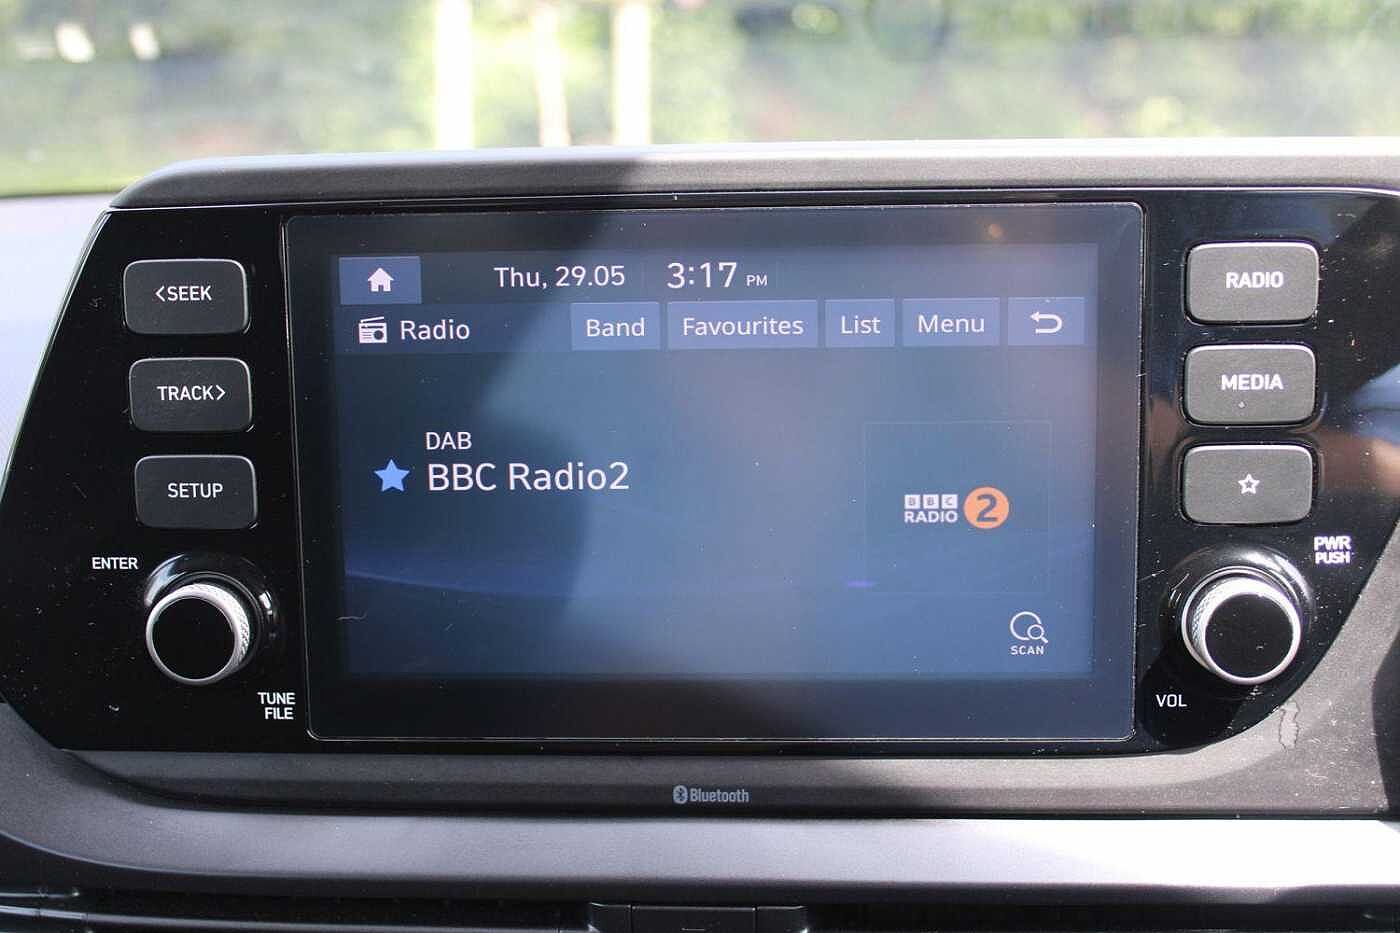 Thu, 29.05 3:17 PM
Radio Band Favourites List Menu
DAB
BBC Radio2
BBC
RADIO 2
SCAN
<SEEK
TRACK>
SETUP
ENTER
TUNE
FILE
RADIO
MEDIA
PWR
PUSH
VOL
Bluetooth